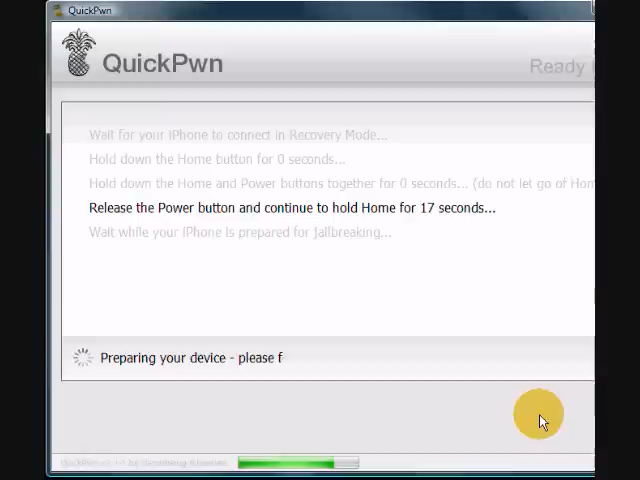 QuickPwn
QuickPwn
Ready
Wait for your iPhone to connect in Recovery Mode...
Hold down the Home button for 0 seconds...
Hold down the Home and Power buttons together for 0 seconds... (do not let go of Hom
Release the Power button and continue to hold Home for 17 seconds...
Wait while your iPhone is prepared for jailbreaking...
Preparing your device - please f